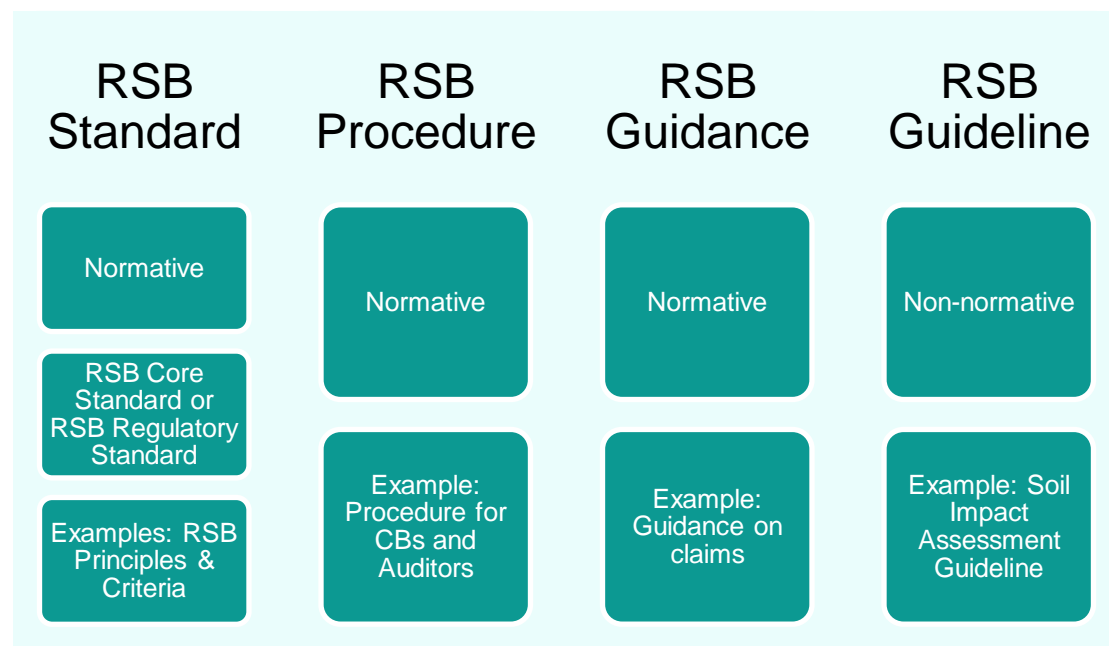 RSB
Standard
Normative
RSB Core
Standard or
RSB Regulatory
Standard
Examples: RSB
Principles &
Criteria
RSB
Procedure
Normative
Example:
Procedure for
CBs and
Auditors
RSB
Guidance
Normative
Example:
Guidance on
claims
RSB
Guideline
Non-normative
Example: Soil
Impact
Assessment
Guideline